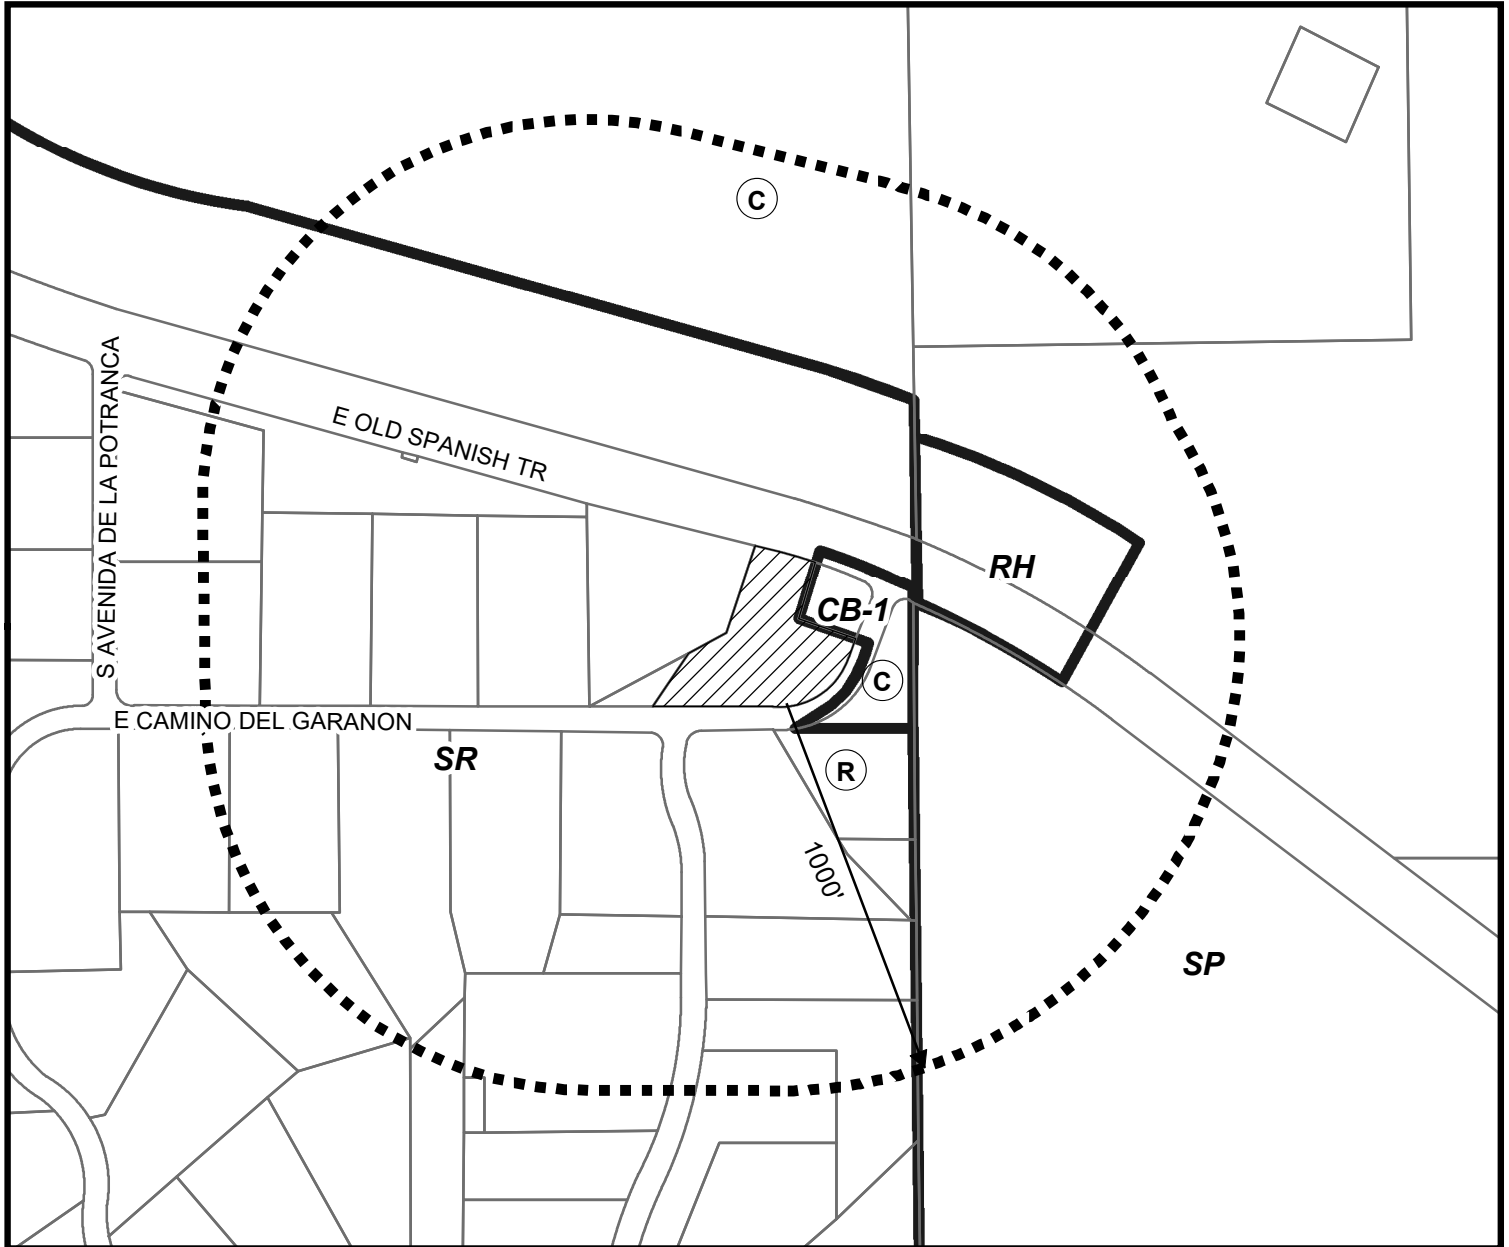 C
S AVENIDA DE LA POTRANCA
E OLD SPANISH TR
RH
CB-1
C
E CAMINO DEL GARANON
SR
R
1000'
SP